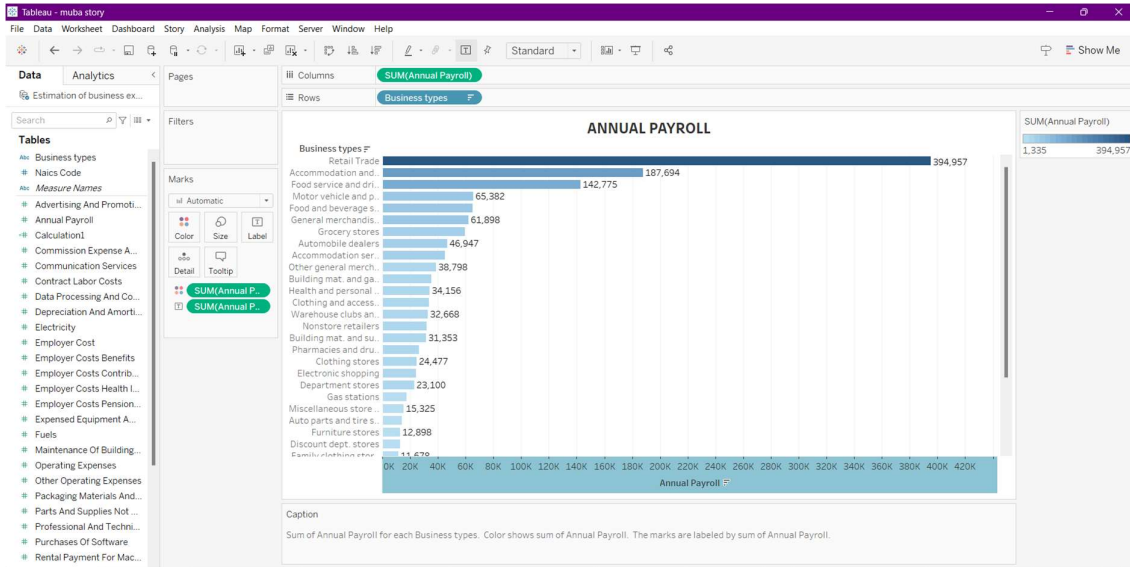 Tableau - muba story
File Data Worksheet Dashboard Story Analysis Map Format Server Window Help
Standard
Show Me
Data Analytics
Estimation of business ex...
Search
Tables
Abc Business types
# Naics Code
Abc Measure Names
# Advertising And Promoti...
# Annual Payroll
=# Calculation1
# Commission Expense A...
# Communication Services
# Contract Labor Costs
# Data Processing And Co...
# Depreciation And Amorti...
# Electricity
# Employer Cost
# Employer Costs Benefits
# Employer Costs Contrib...
# Employer Costs Health I...
# Employer Costs Pension...
# Expensed Equipment A...
# Fuels
# Maintenance Of Building...
# Operating Expenses
# Other Operating Expenses
# Packaging Materials And...
# Parts And Supplies Not ...
# Professional And Techni...
# Purchases Of Software
# Rental Payment For Mac...
Pages
Filters
Marks
Automatic
Color Size Label
Detail Tooltip
SUM(Annual P..
SUM(Annual P..
Columns SUM(Annual Payroll)
Rows Business types
ANNUAL PAYROLL
Business types
Retail Trade 394,957
Accommodation and.. 187,694
Food service and dri.. 142,775
Motor vehicle and p.. 65,382
Food and beverage s..
General merchandis.. 61,898
Grocery stores
Automobile dealers 46,947
Accommodation ser..
Other general merch.. 38,798
Building mat. and ga..
Health and personal .. 34,156
Clothing and access..
Warehouse clubs an.. 32,668
Nonstore retailers
Building mat. and su.. 31,353
Pharmacies and dru..
Clothing stores 24,477
Electronic shopping
Department stores 23,100
Gas stations
Miscellaneous store .. 15,325
Auto parts and tire s..
Furniture stores 12,898
Discount dept. stores
Family clothing stor.. 11,678
0K 20K 40K 60K 80K 100K 120K 140K 160K 180K 200K 220K 240K 260K 280K 300K 320K 340K 360K 380K 400K 420K
Annual Payroll
Caption
Sum of Annual Payroll for each Business types. Color shows sum of Annual Payroll. The marks are labeled by sum of Annual Payroll.
SUM(Annual Payroll)
1,335 394,957